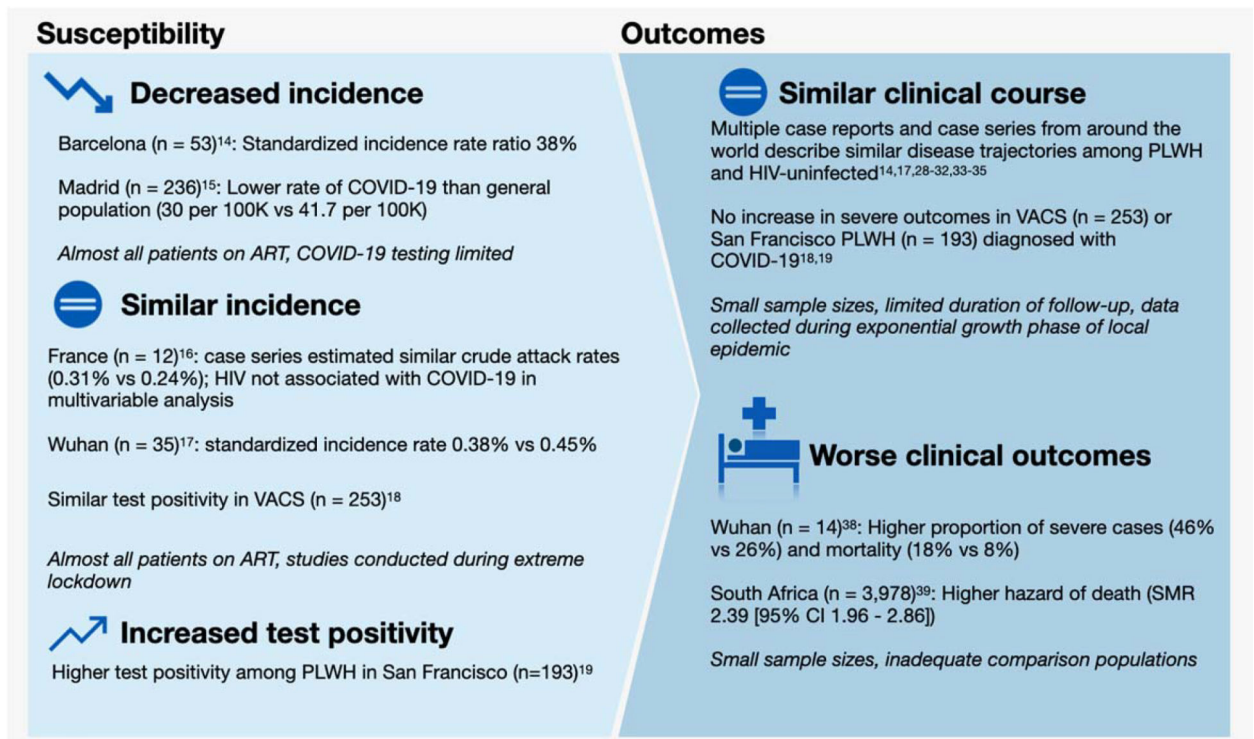 Susceptibility
Decreased incidence
Barcelona (n = 53)¹⁴: Standardized incidence rate ratio 38%
Madrid (n = 236)¹⁵: Lower rate of COVID-19 than general
population (30 per 100K vs 41.7 per 100K)
Almost all patients on ART, COVID-19 testing limited
Similar incidence
France (n = 12)¹⁶: case series estimated similar crude attack rates
(0.31% vs 0.24%); HIV not associated with COVID-19 in
multivariable analysis
Wuhan (n = 35)¹⁷: standardized incidence rate 0.38% vs 0.45%
Similar test positivity in VACS (n = 253)¹⁸
Almost all patients on ART, studies conducted during extreme
lockdown
Increased test positivity
Higher test positivity among PLWH in San Francisco (n=193)¹⁹
Outcomes
Similar clinical course
Multiple case reports and case series from around the
world describe similar disease trajectories among PLWH
and HIV-uninfected¹⁴,¹⁷,²⁸⁻³²,³³⁻³⁵
No increase in severe outcomes in VACS (n = 253) or
San Francisco PLWH (n = 193) diagnosed with
COVID-19¹⁸,¹⁹
Small sample sizes, limited duration of follow-up, data
collected during exponential growth phase of local
epidemic
Worse clinical outcomes
Wuhan (n = 14)³⁸: Higher proportion of severe cases (46%
vs 26%) and mortality (18% vs 8%)
South Africa (n = 3,978)³⁹: Higher hazard of death (SMR
2.39 [95% CI 1.96 - 2.86])
Small sample sizes, inadequate comparison populations